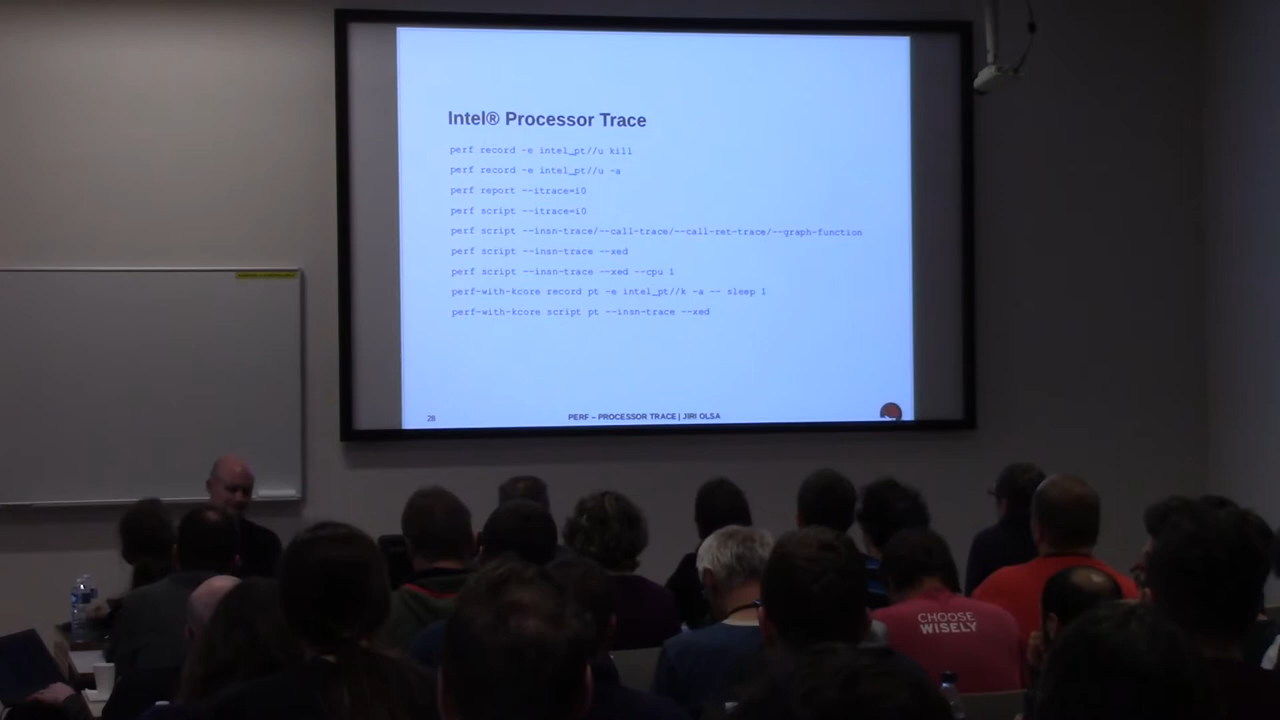 Intel® Processor Trace
perf record -e intel_pt//u kill
perf record -e intel_pt//u -a
perf report --itrace=i0
perf script --itrace=i0
perf script --insn-trace/--call-trace/--call-ret-trace/--graph-function
perf script --insn-trace --xed
perf script --insn-trace --xed --cpu 1
perf-with-kcore record pt -e intel_pt//k -a -- sleep 1
perf-with-kcore script pt --insn-trace --xed
28
PERF – PROCESSOR TRACE | JIRI OLSA
CHOOSE
WISELY